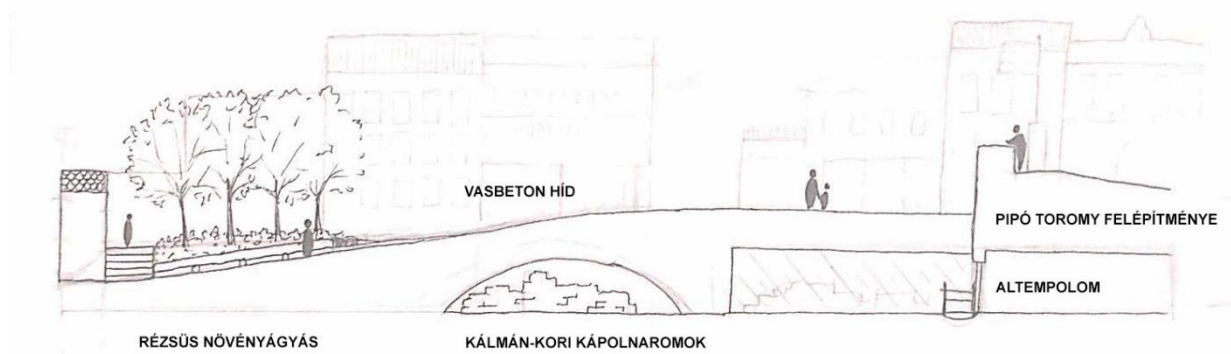 VASBETON HÍD
PIPÓ TOROMY FELÉPÍTMÉNYE
ALTEMPOLOM
RÉZSÜS NÖVÉNYÁGYÁS
KÁLMÁN-KORI KÁPOLNAROMOK